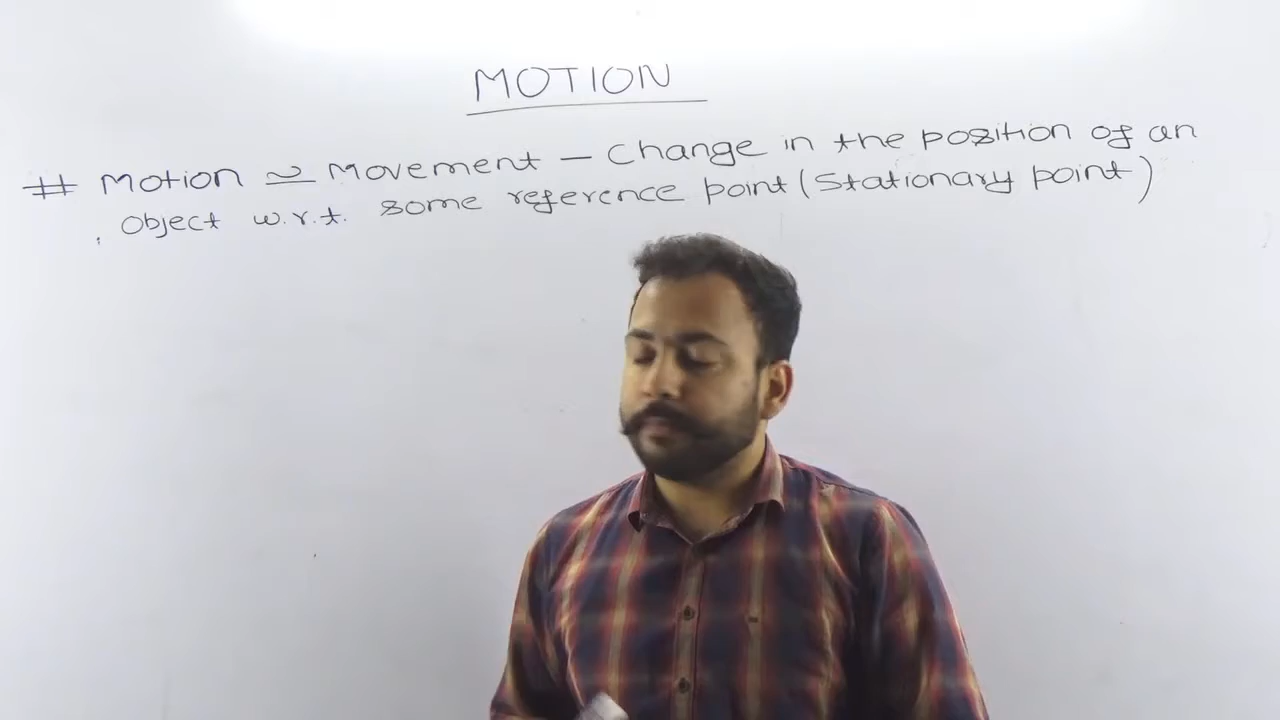 MOTION
# Motion ≃ Movement — Change in the position of an
Object w.r.t. some reference point (Stationary point)